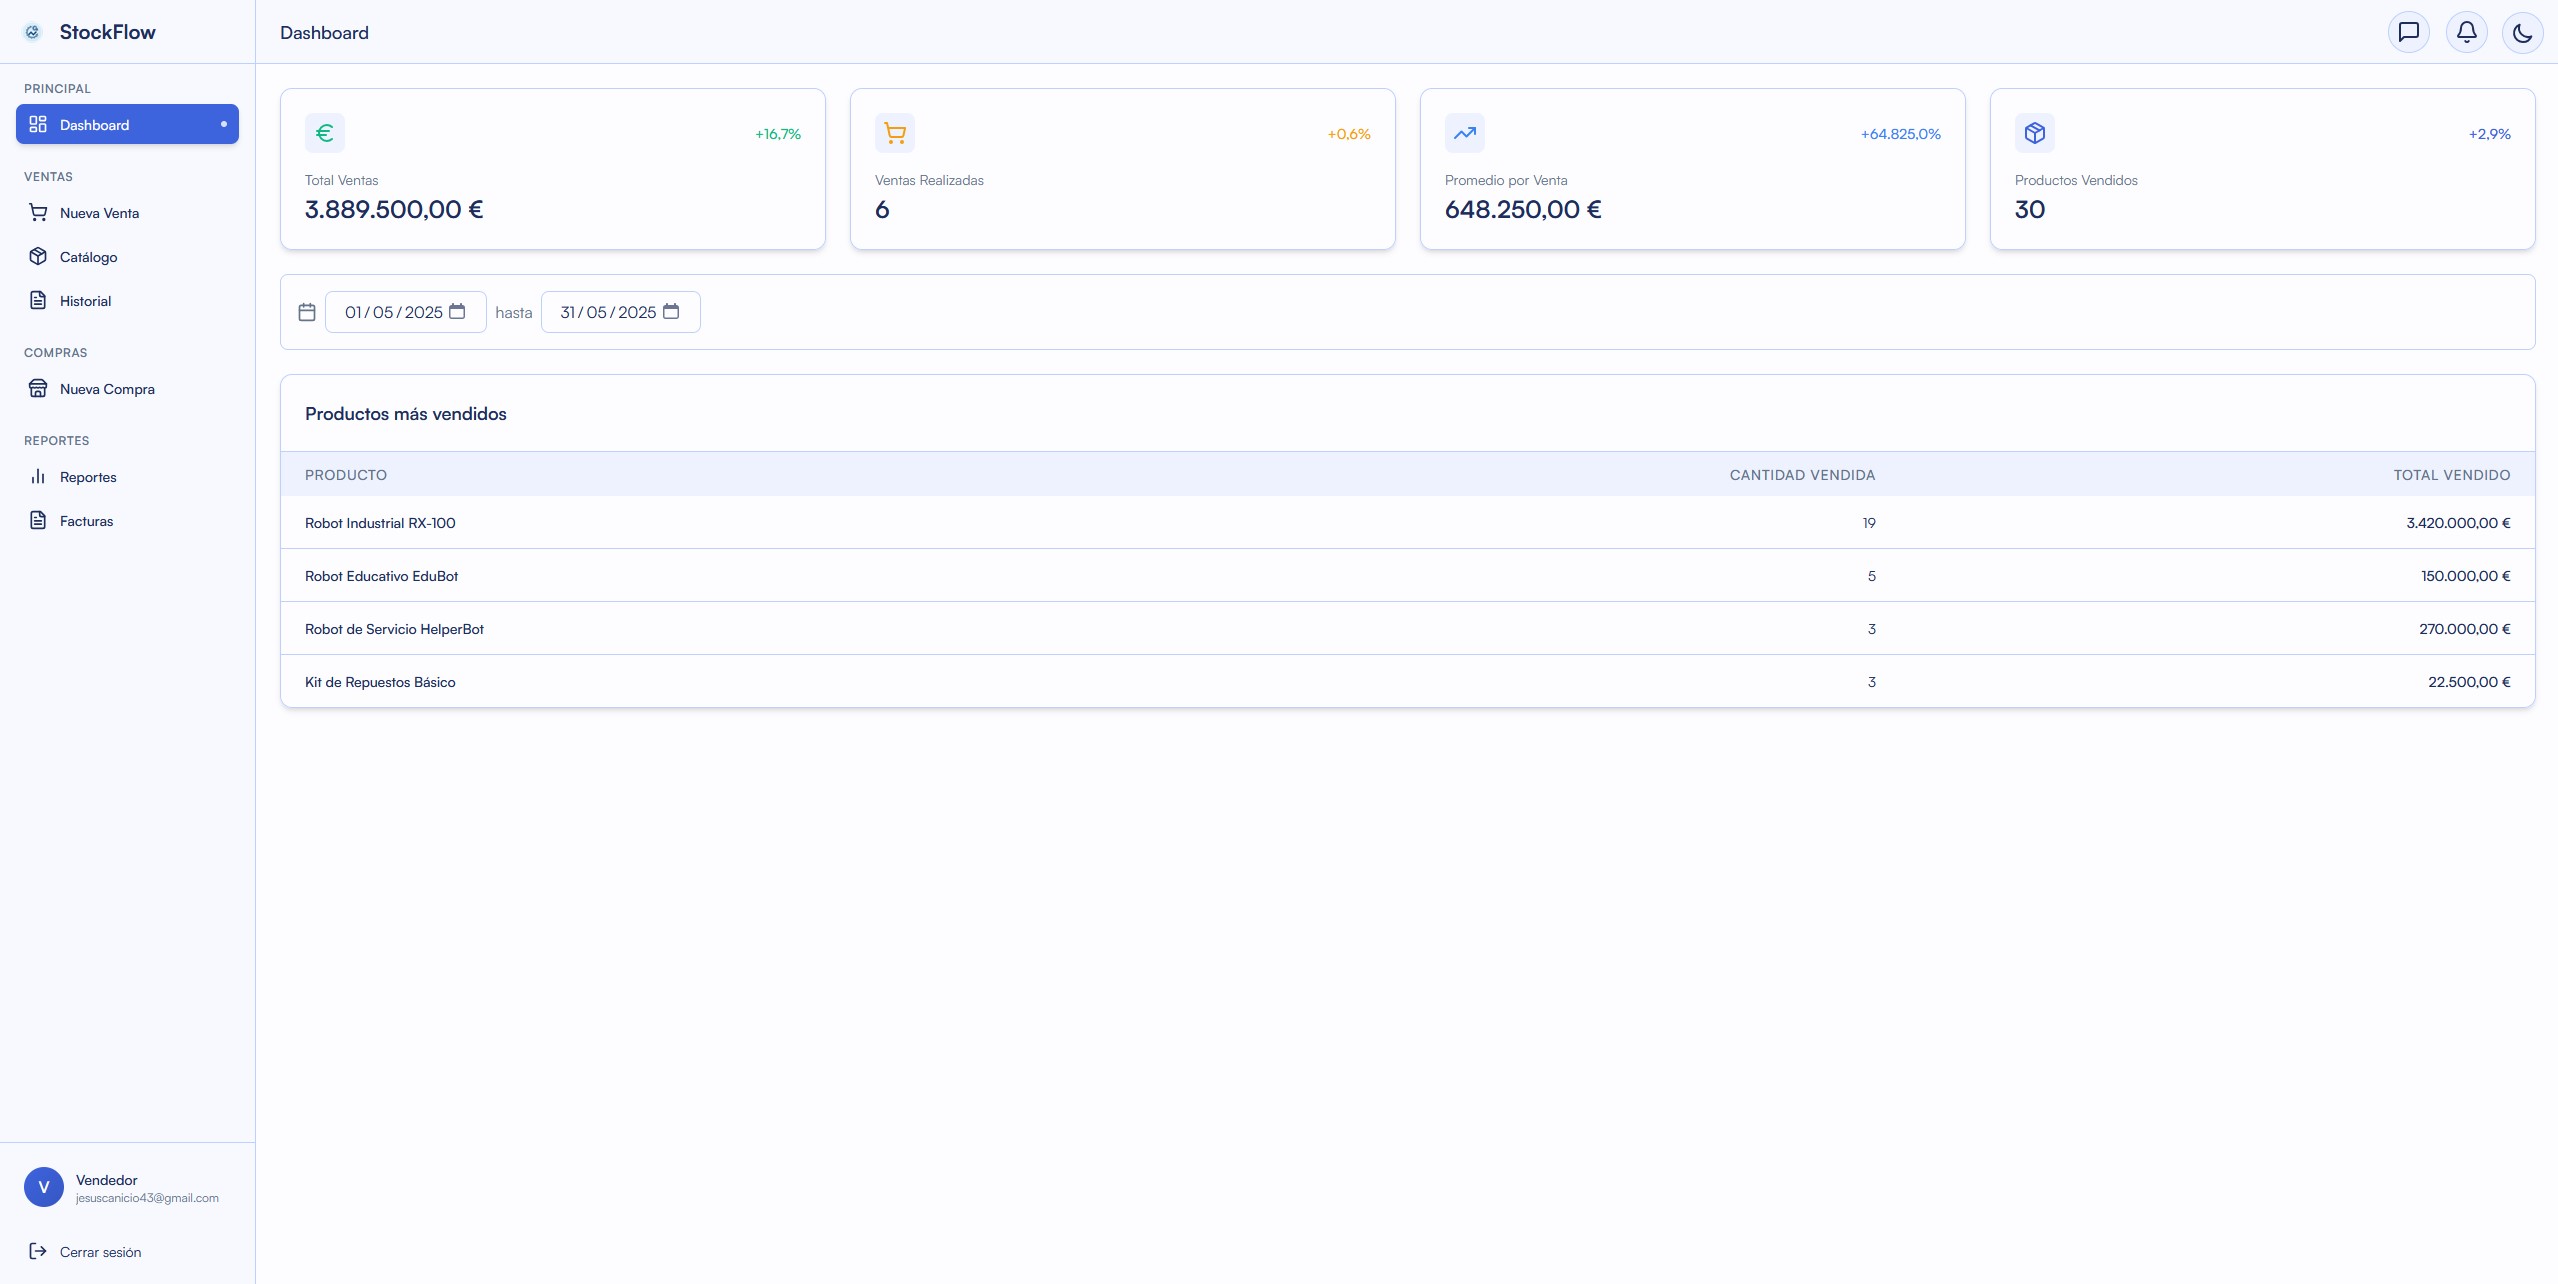 StockFlow
PRINCIPAL
Dashboard
VENTAS
Nueva Venta
Catálogo
Historial
COMPRAS
Nueva Compra
REPORTES
Reportes
Facturas
V
Vendedor
jesuscanicio43@gmail.com
Cerrar sesión
Dashboard
+16,7%
Total Ventas
3.889.500,00 €
+0,6%
Ventas Realizadas
6
+64.825,0%
Promedio por Venta
648.250,00 €
+2,9%
Productos Vendidos
30
01/05/2025 hasta 31/05/2025
Productos más vendidos
PRODUCTO CANTIDAD VENDIDA TOTAL VENDIDO
Robot Industrial RX-100 19 3.420.000,00 €
Robot Educativo EduBot 5 150.000,00 €
Robot de Servicio HelperBot 3 270.000,00 €
Kit de Repuestos Básico 3 22.500,00 €